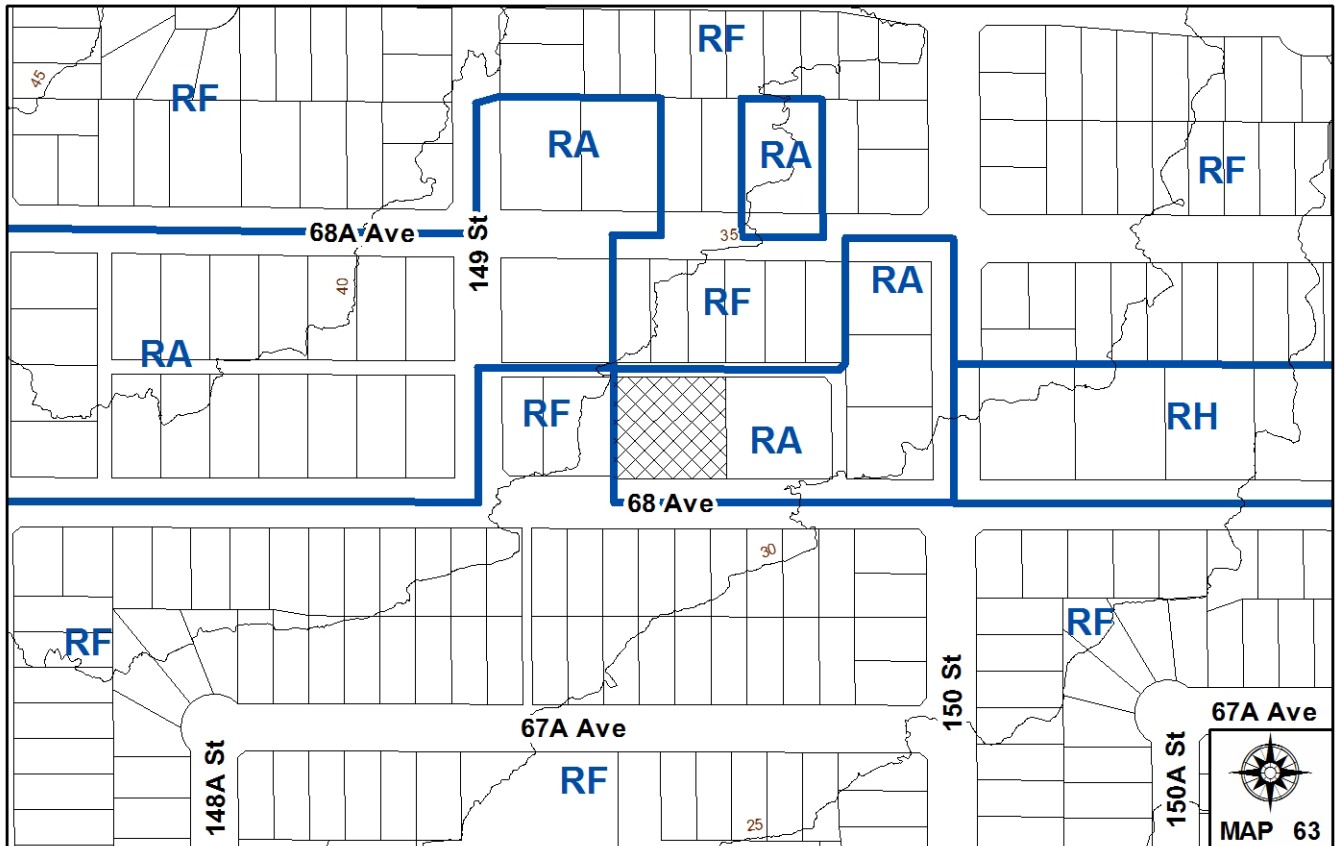 RF
45
RF
RA
RA
RF
68A Ave
149 St
35
40
RA
RF
RA
RF
RA
RH
68 Ave
30
RF
RF
150 St
67A Ave
67A Ave
148A St
RF
150A St
25
MAP 63